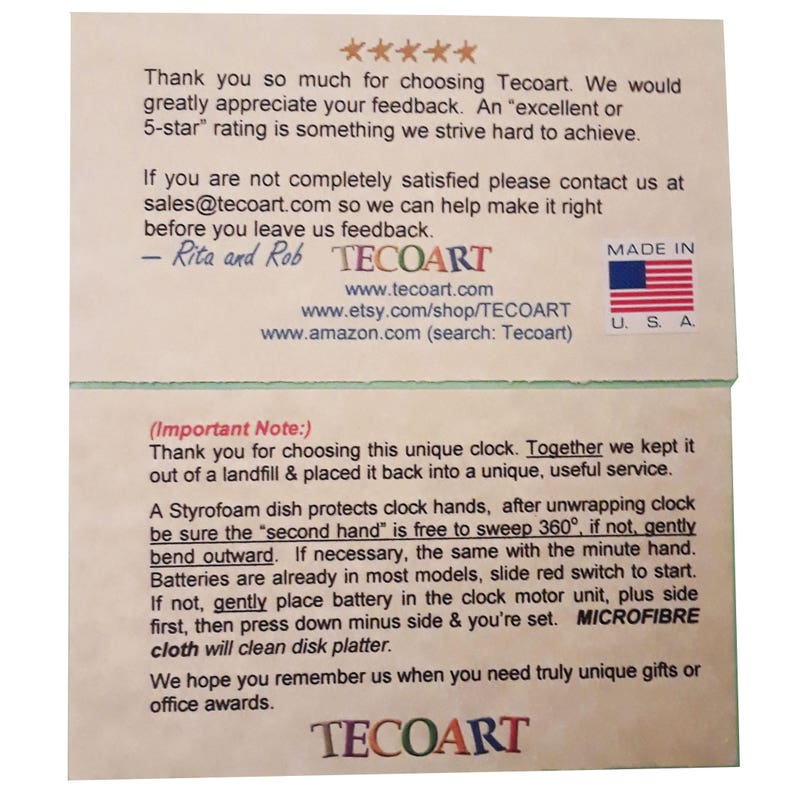 Thank you so much for choosing Tecoart. We would
greatly appreciate your feedback. An “excellent or
5-star” rating is something we strive hard to achieve.
If you are not completely satisfied please contact us at
sales@tecoart.com so we can help make it right
before you leave us feedback.
— Rita and Rob TECOART
MADE IN
www.tecoart.com
www.etsy.com/shop/TECOART
www.amazon.com (search: Tecoart)
U. S. A.
(Important Note:)
Thank you for choosing this unique clock. Together we kept it
out of a landfill & placed it back into a unique, useful service.
A Styrofoam dish protects clock hands, after unwrapping clock
be sure the “second hand” is free to sweep 360°, if not, gently
bend outward. If necessary, the same with the minute hand.
Batteries are already in most models, slide red switch to start.
If not, gently place battery in the clock motor unit, plus side
first, then press down minus side & you’re set. MICROFIBRE
cloth will clean disk platter.
We hope you remember us when you need truly unique gifts or
office awards.
TECOART